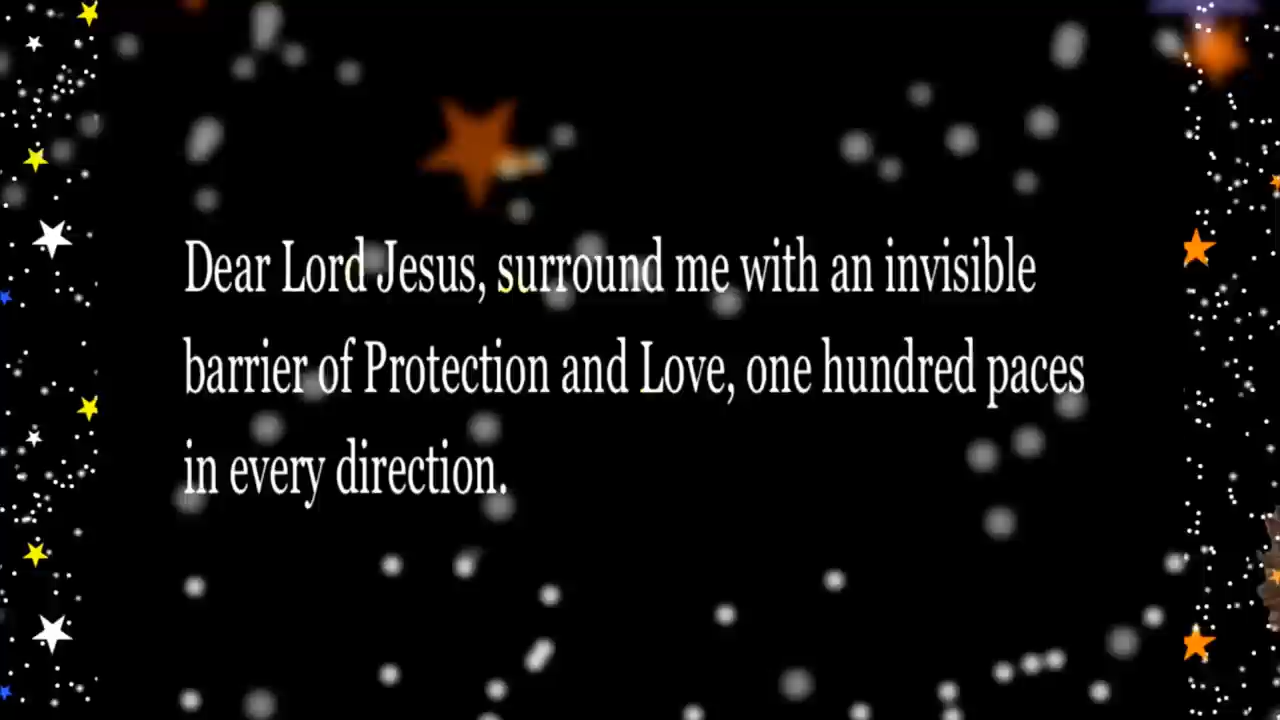 Dear Lord Jesus, surround me with an invisible
barrier of Protection and Love, one hundred paces
in every direction.